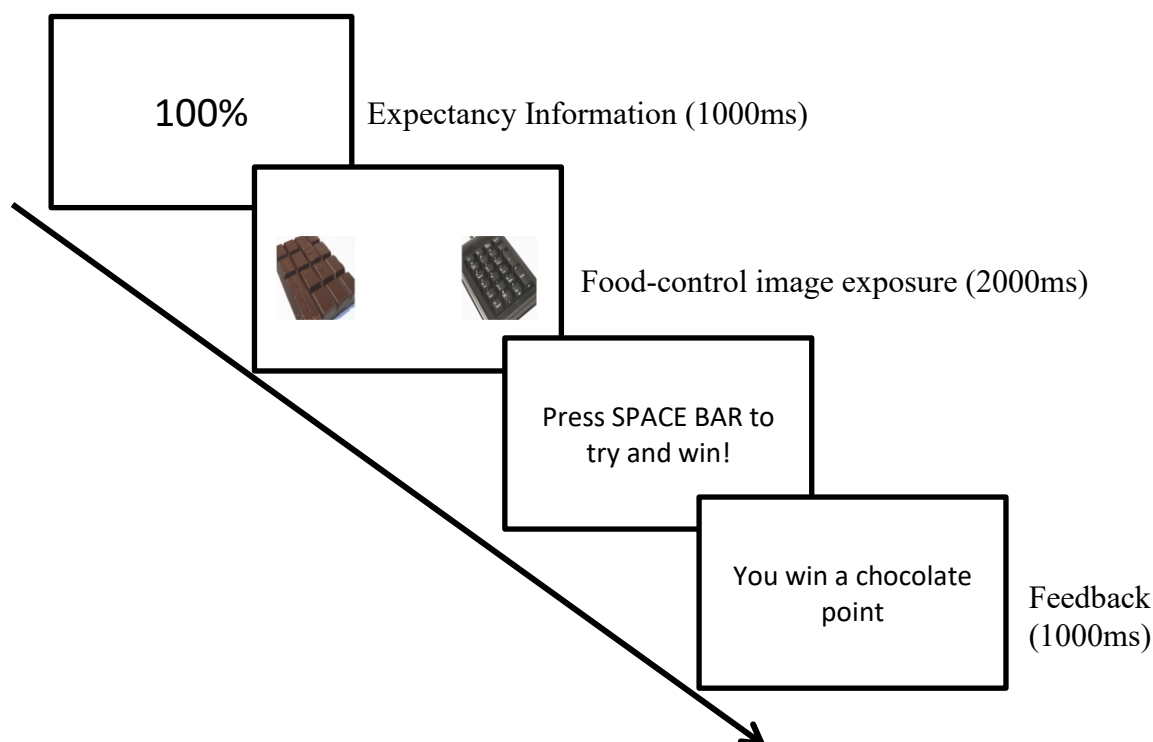 100%
Expectancy Information (1000ms)
Food-control image exposure (2000ms)
Press SPACE BAR to
try and win!
You win a chocolate
point
Feedback
(1000ms)